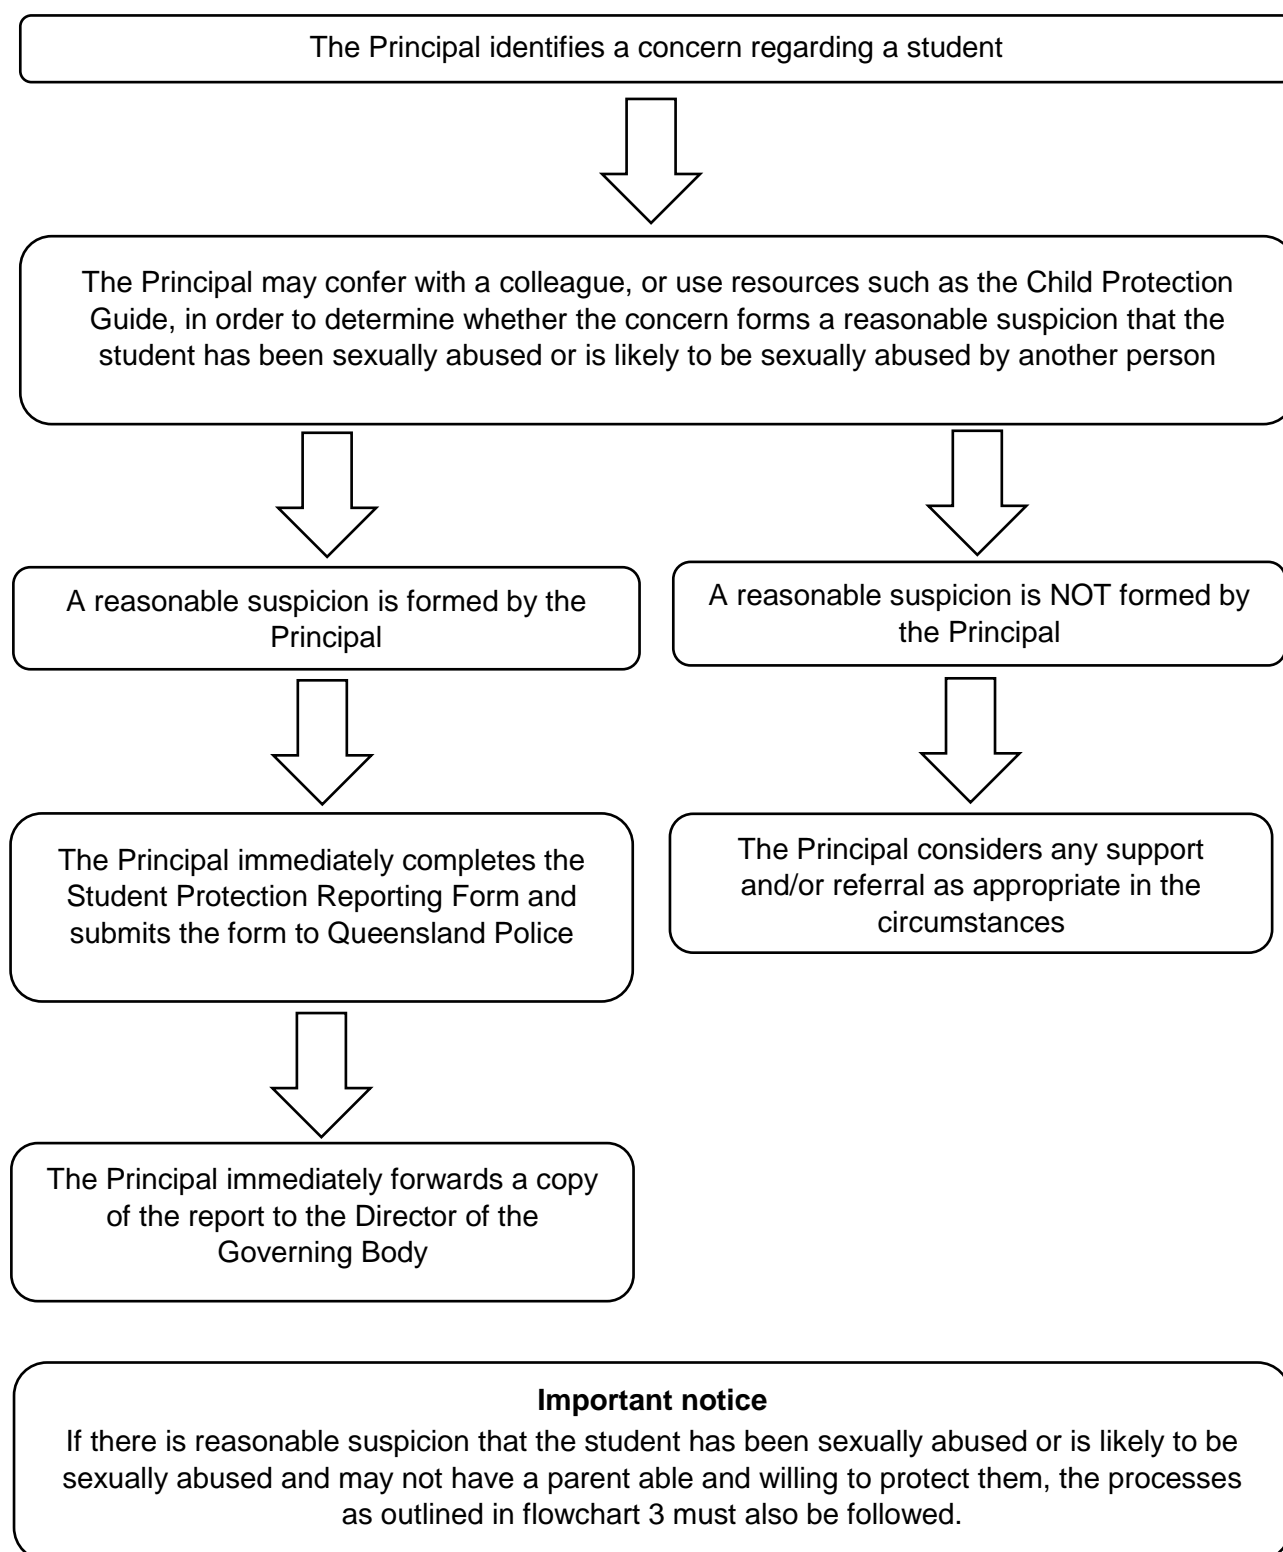 The Principal identifies a concern regarding a student
The Principal may confer with a colleague, or use resources such as the Child Protection
Guide, in order to determine whether the concern forms a reasonable suspicion that the
student has been sexually abused or is likely to be sexually abused by another person
A reasonable suspicion is formed by the
Principal
A reasonable suspicion is NOT formed by
the Principal
The Principal immediately completes the
Student Protection Reporting Form and
submits the form to Queensland Police
The Principal considers any support
and/or referral as appropriate in the
circumstances
The Principal immediately forwards a copy
of the report to the Director of the
Governing Body
Important notice
If there is reasonable suspicion that the student has been sexually abused or is likely to be
sexually abused and may not have a parent able and willing to protect them, the processes
as outlined in flowchart 3 must also be followed.